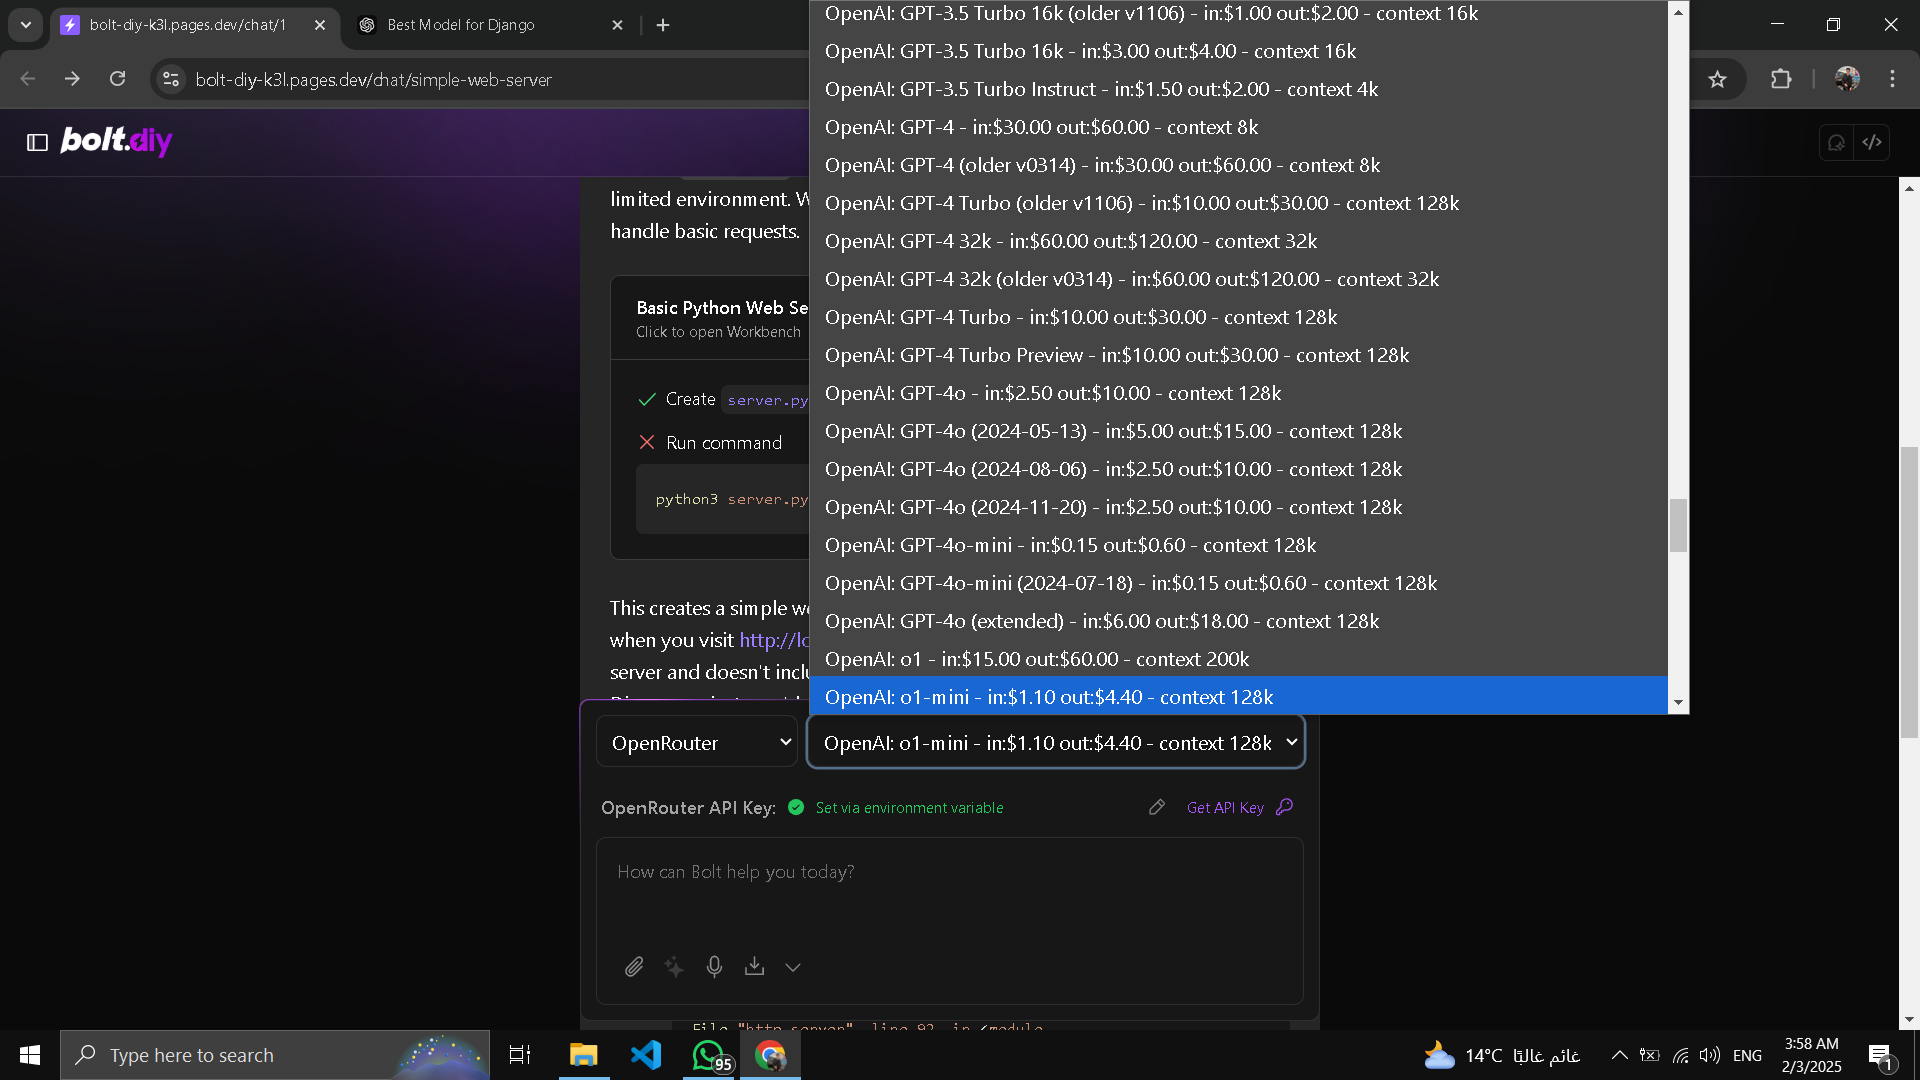 bolt-diy-k3l.pages.dev/chat/1
Best Model for Django
bolt-diy-k3l.pages.dev/chat/simple-web-server
bolt.diy
limited environment. W
handle basic requests.
Basic Python Web Se
Click to open Workbench
Create server.py
Run command
python3 server.py
This creates a simple we
when you visit http://lo
server and doesn't inclu
OpenAI: GPT-3.5 Turbo 16k (older v1106) - in:$1.00 out:$2.00 - context 16k
OpenAI: GPT-3.5 Turbo 16k - in:$3.00 out:$4.00 - context 16k
OpenAI: GPT-3.5 Turbo Instruct - in:$1.50 out:$2.00 - context 4k
OpenAI: GPT-4 - in:$30.00 out:$60.00 - context 8k
OpenAI: GPT-4 (older v0314) - in:$30.00 out:$60.00 - context 8k
OpenAI: GPT-4 Turbo (older v1106) - in:$10.00 out:$30.00 - context 128k
OpenAI: GPT-4 32k - in:$60.00 out:$120.00 - context 32k
OpenAI: GPT-4 32k (older v0314) - in:$60.00 out:$120.00 - context 32k
OpenAI: GPT-4 Turbo - in:$10.00 out:$30.00 - context 128k
OpenAI: GPT-4 Turbo Preview - in:$10.00 out:$30.00 - context 128k
OpenAI: GPT-4o - in:$2.50 out:$10.00 - context 128k
OpenAI: GPT-4o (2024-05-13) - in:$5.00 out:$15.00 - context 128k
OpenAI: GPT-4o (2024-08-06) - in:$2.50 out:$10.00 - context 128k
OpenAI: GPT-4o (2024-11-20) - in:$2.50 out:$10.00 - context 128k
OpenAI: GPT-4o-mini - in:$0.15 out:$0.60 - context 128k
OpenAI: GPT-4o-mini (2024-07-18) - in:$0.15 out:$0.60 - context 128k
OpenAI: GPT-4o (extended) - in:$6.00 out:$18.00 - context 128k
OpenAI: o1 - in:$15.00 out:$60.00 - context 200k
OpenAI: o1-mini - in:$1.10 out:$4.40 - context 128k
OpenRouter
OpenAI: o1-mini - in:$1.10 out:$4.40 - context 128k
OpenRouter API Key: Set via environment variable
Get API Key
How can Bolt help you today?
File "http.server", line 92, in <module
Type here to search
95
14°C غائم غالبًا
ENG
3:58 AM
2/3/2025
1